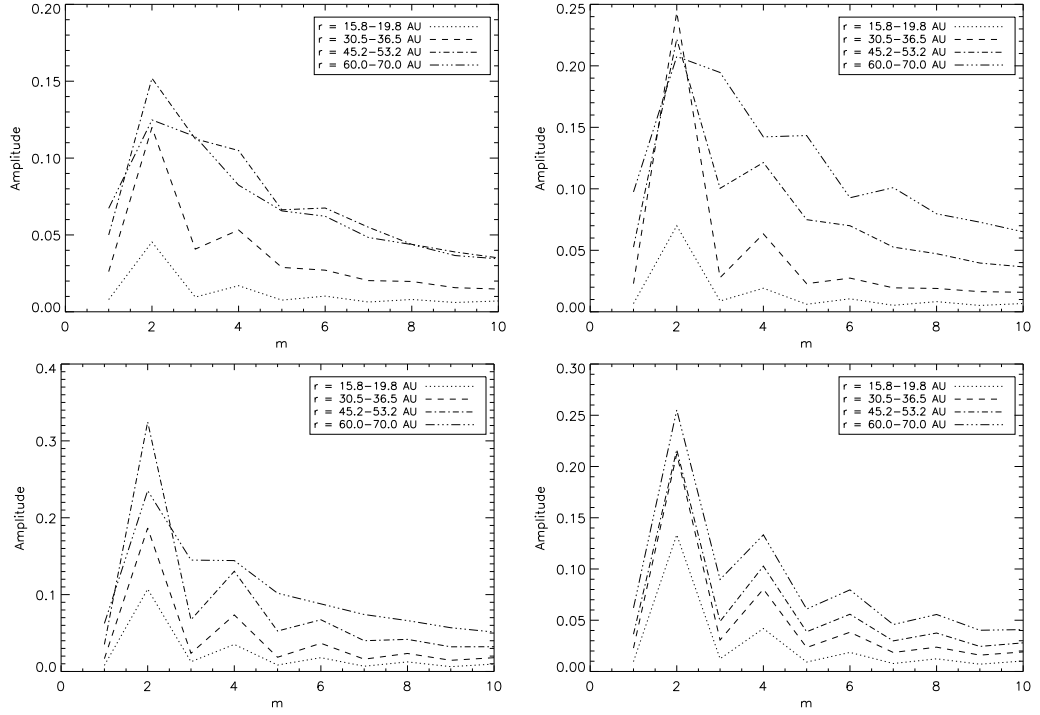 r = 15.8–19.8 AU
r = 30.5–36.5 AU
r = 45.2–53.2 AU
r = 60.0–70.0 AU
Amplitude
0.20
0.15
0.10
0.05
0.00
0 2 4 6 8 10
m
r = 15.8–19.8 AU
r = 30.5–36.5 AU
r = 45.2–53.2 AU
r = 60.0–70.0 AU
Amplitude
0.25
0.20
0.15
0.10
0.05
0.00
0 2 4 6 8 10
m
r = 15.8–19.8 AU
r = 30.5–36.5 AU
r = 45.2–53.2 AU
r = 60.0–70.0 AU
Amplitude
0.4
0.3
0.2
0.1
0.0
0 2 4 6 8 10
m
r = 15.8–19.8 AU
r = 30.5–36.5 AU
r = 45.2–53.2 AU
r = 60.0–70.0 AU
Amplitude
0.30
0.25
0.20
0.15
0.10
0.05
0.00
0 2 4 6 8 10
m